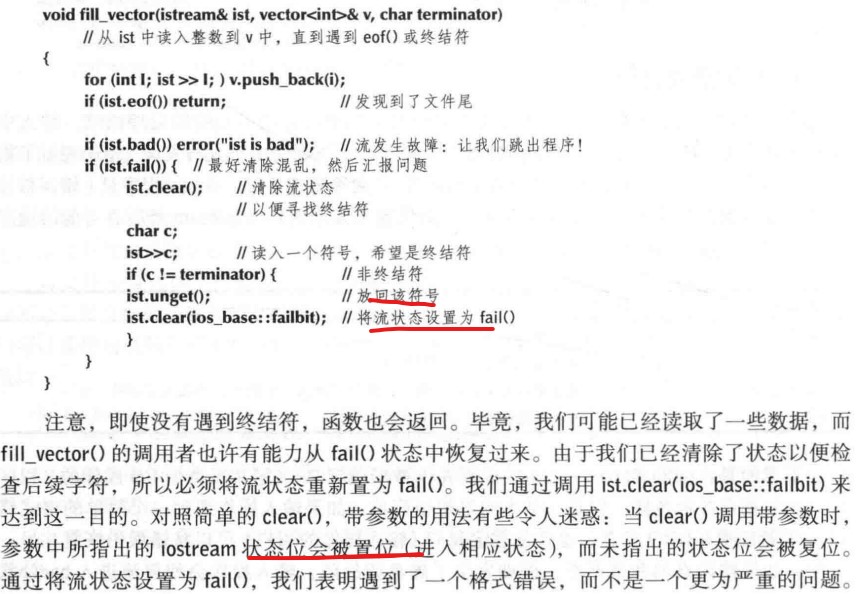 void fill_vector(istream& ist, vector<int>& v, char terminator)
// 从 ist 中读入整数到 v 中，直到遇到 eof() 或终结符
{
for (int I; ist >> I; ) v.push_back(i);
if (ist.eof()) return; // 发现到了文件尾
if (ist.bad()) error("ist is bad"); // 流发生故障：让我们跳出程序！
if (ist.fail()) { // 最好清除混乱，然后汇报问题
ist.clear(); // 清除流状态
// 以便寻找终结符
char c;
ist>>c; // 读入一个符号，希望是终结符
if (c != terminator) { // 非终结符
ist.unget(); // 放回该符号
ist.clear(ios_base::failbit); // 将流状态设置为 fail()
}
}
}
注意，即使没有遇到终结符，函数也会返回。毕竟，我们可能已经读取了一些数据，而
fill_vector() 的调用者也许有能力从 fail() 状态中恢复过来。由于我们已经清除了状态以便检
查后续字符，所以必须将流状态重新置为 fail()。我们通过调用 ist.clear(ios_base::failbit) 来
达到这一目的。对照简单的 clear()，带参数的用法有些令人迷惑：当 clear() 调用带参数时，
参数中所指出的 iostream 状态位会被置位（进入相应状态），而未指出的状态位会被复位。
通过将流状态设置为 fail()，我们表明遇到了一个格式错误，而不是一个更为严重的问题。